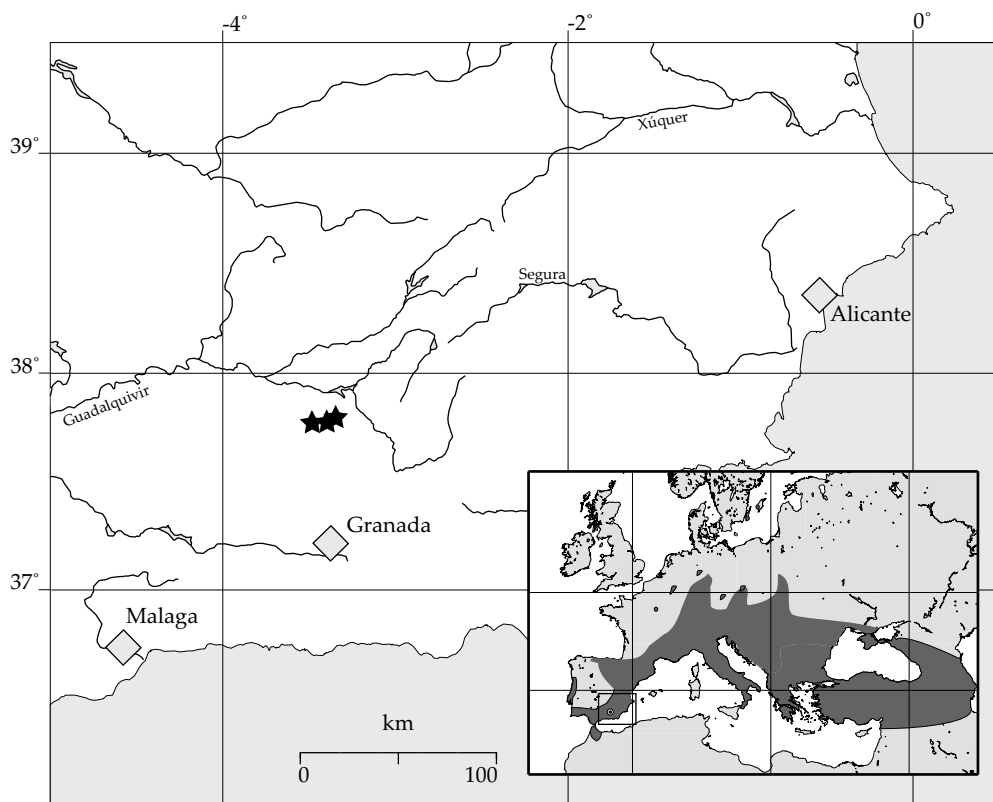 -4° -2° 0°
39°
Xúquer
Segura
Alicante
38°
Guadalquivir
Granada
37°
Malaga
km
0 100